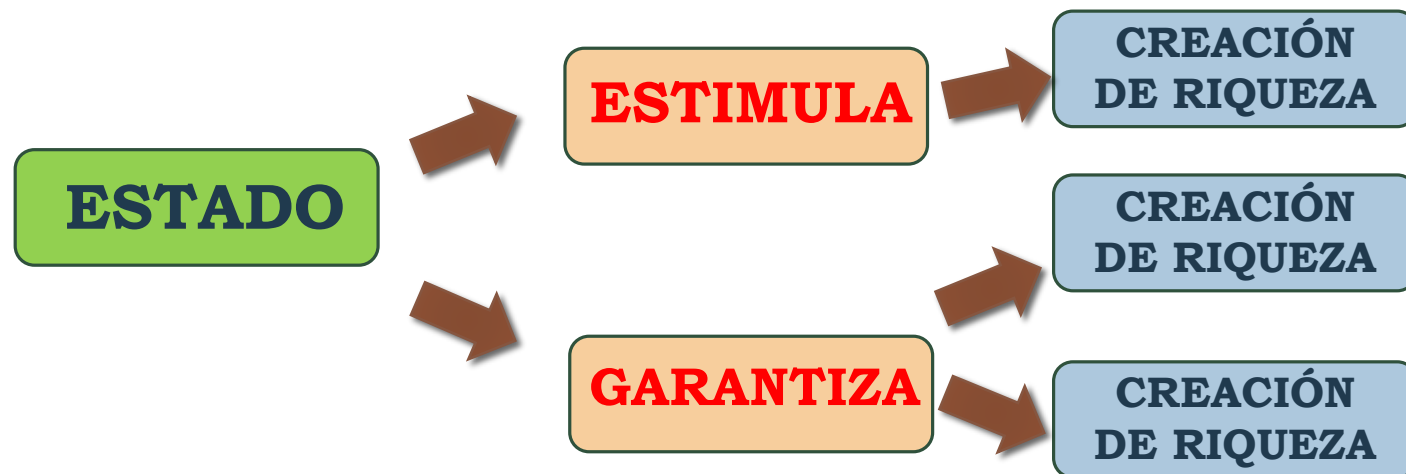 ESTADO
ESTIMULA
GARANTIZA
CREACIÓN
DE RIQUEZA
CREACIÓN
DE RIQUEZA
CREACIÓN
DE RIQUEZA